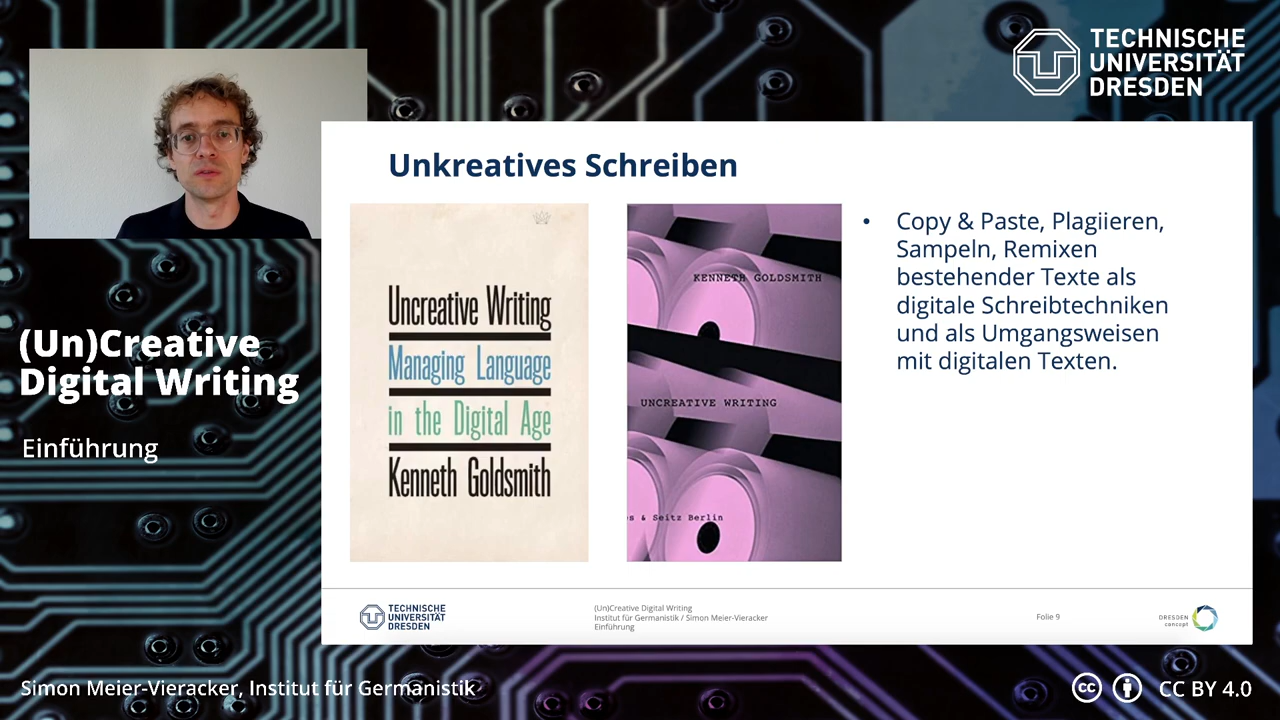 TECHNISCHE
UNIVERSITÄT
DRESDEN
(Un)Creative
Digital Writing
Einführung
Unkreatives Schreiben
Uncreative Writing
Managing Language
in the Digital Age
Kenneth Goldsmith
KENNETH GOLDSMITH
UNCREATIVE WRITING
& Seitz Berlin
• Copy & Paste, Plagiieren,
Sampeln, Remixen
bestehender Texte als
digitale Schreibtechniken
und als Umgangsweisen
mit digitalen Texten.
TECHNISCHE
UNIVERSITÄT
DRESDEN
(Un)Creative Digital Writing
Institut für Germanistik / Simon Meier-Vieracker
Einführung
Folie 9
DRESDEN
concept
Simon Meier-Vieracker, Institut für Germanistik
cc CC BY 4.0